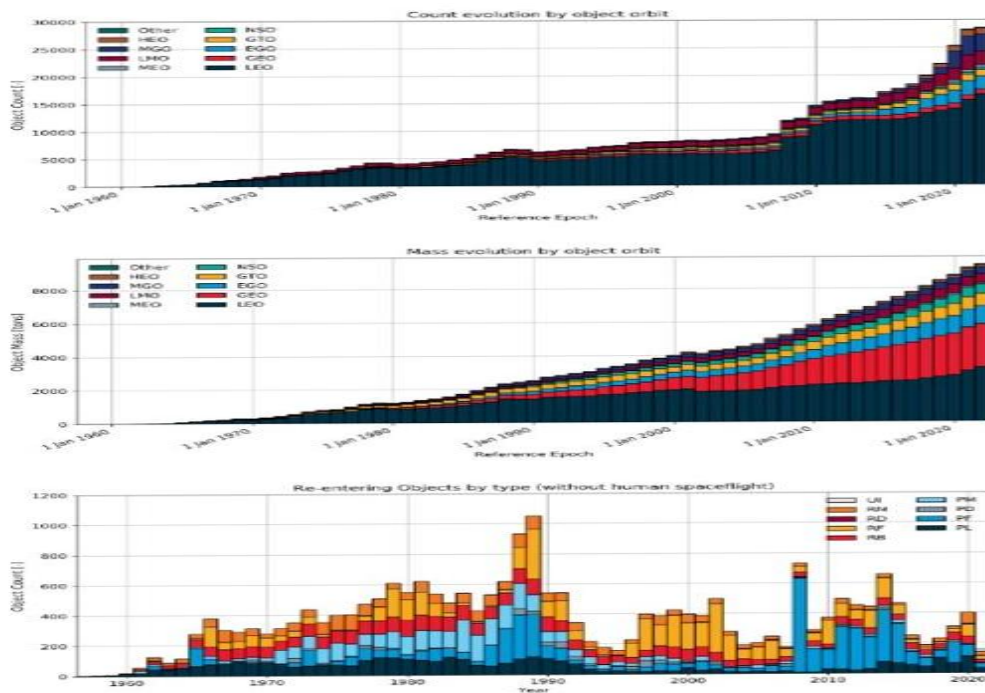 Count evolution by object orbit
30000
25000
20000
15000
10000
5000
0
Object Count [-]
Other NSO
HEO GTO
MGO EGO
LMO GEO
MEO LEO
1 Jan 1960 1 Jan 1970 1 Jan 1980 1 Jan 1990 1 Jan 2000 1 Jan 2010 1 Jan 2020
Reference Epoch
Mass evolution by object orbit
8000
6000
4000
2000
0
Object Mass [tons]
Other NSO
HEO GTO
MGO EGO
LMO GEO
MEO LEO
1 Jan 1960 1 Jan 1970 1 Jan 1980 1 Jan 1990 1 Jan 2000 1 Jan 2010 1 Jan 2020
Reference Epoch
Re-entering Objects by type (without human spaceflight)
1200
1000
800
600
400
200
0
Object Count [-]
UI PM
RM PD
RD PF
RF PL
RB
1960 1970 1980 1990 2000 2010 2020
Year